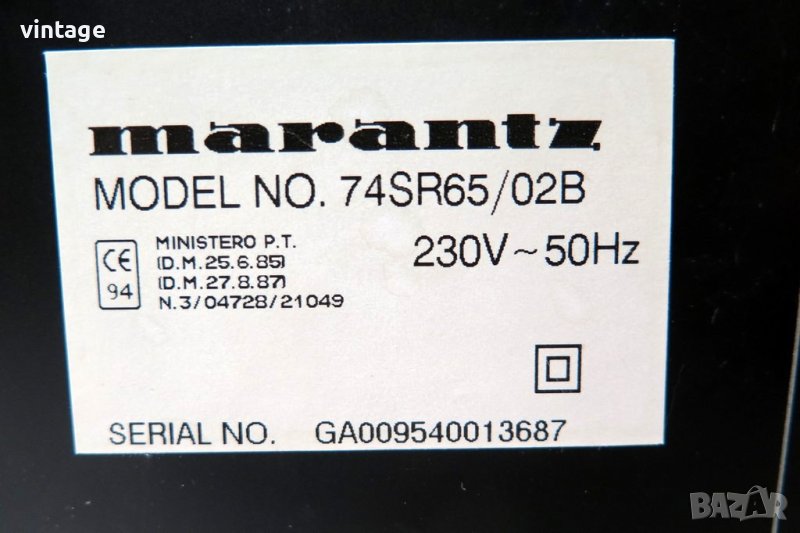 vintage
marantz
MODEL NO. 74SR65/02B
CE
94
MINISTERO P.T.
(D.M.25.6.85)
(D.M.27.8.87)
N.3/04728/21049
230V~50Hz
SERIAL NO. GA009540013687
BAZAR